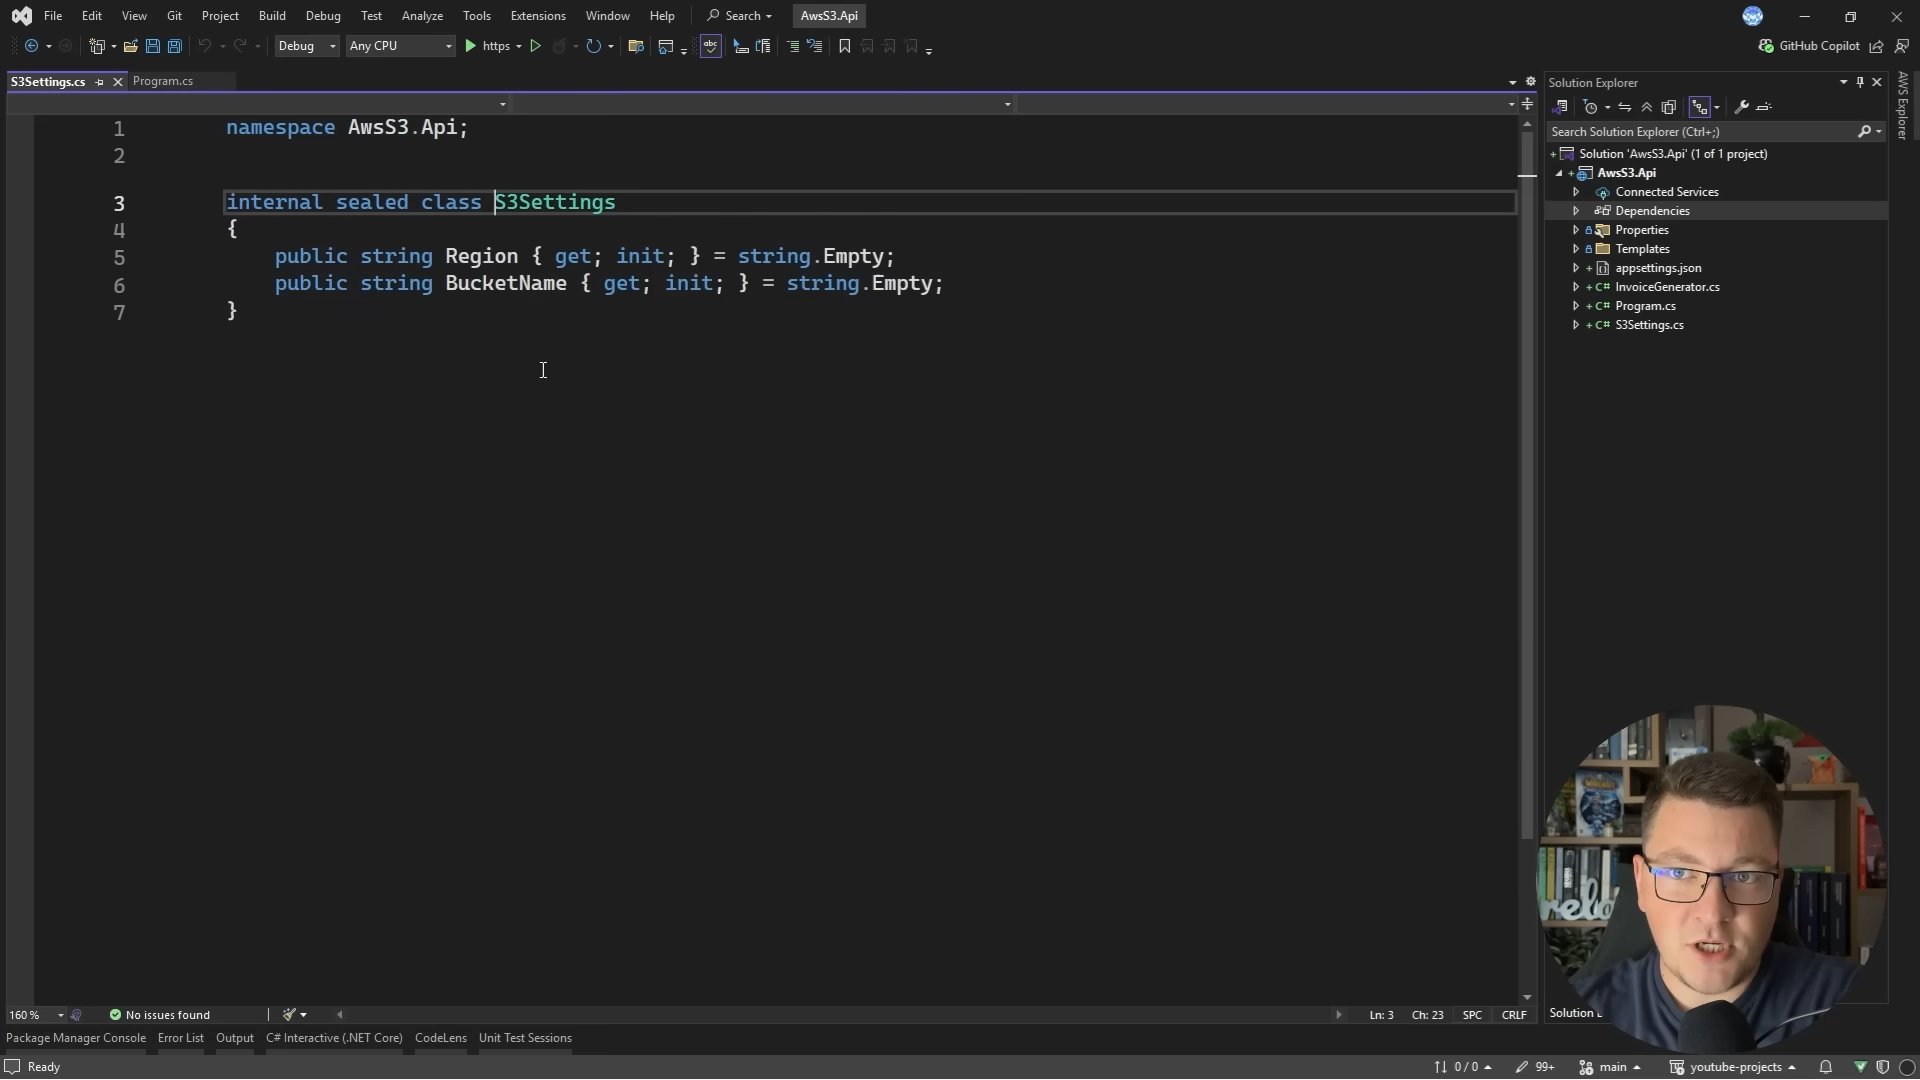 File Edit View Git Project Build Debug Test Analyze Tools Extensions Window Help Search AwsS3.Api
Debug Any CPU https GitHub Copilot
S3Settings.cs Program.cs
1 namespace AwsS3.Api;
2
3 internal sealed class S3Settings
4 {
5 public string Region { get; init; } = string.Empty;
6 public string BucketName { get; init; } = string.Empty;
7 }
Solution Explorer
Search Solution Explorer (Ctrl+;)
Solution 'AwsS3.Api' (1 of 1 project)
AwsS3.Api
Connected Services
Dependencies
Properties
Templates
appsettings.json
C# InvoiceGenerator.cs
C# Program.cs
C# S3Settings.cs
AWS Explorer
160 % No issues found Ln: 3 Ch: 23 SPC CRLF
Solution E
Package Manager Console Error List Output C# Interactive (.NET Core) CodeLens Unit Test Sessions
Ready 0 / 0 99+ main youtube-projects